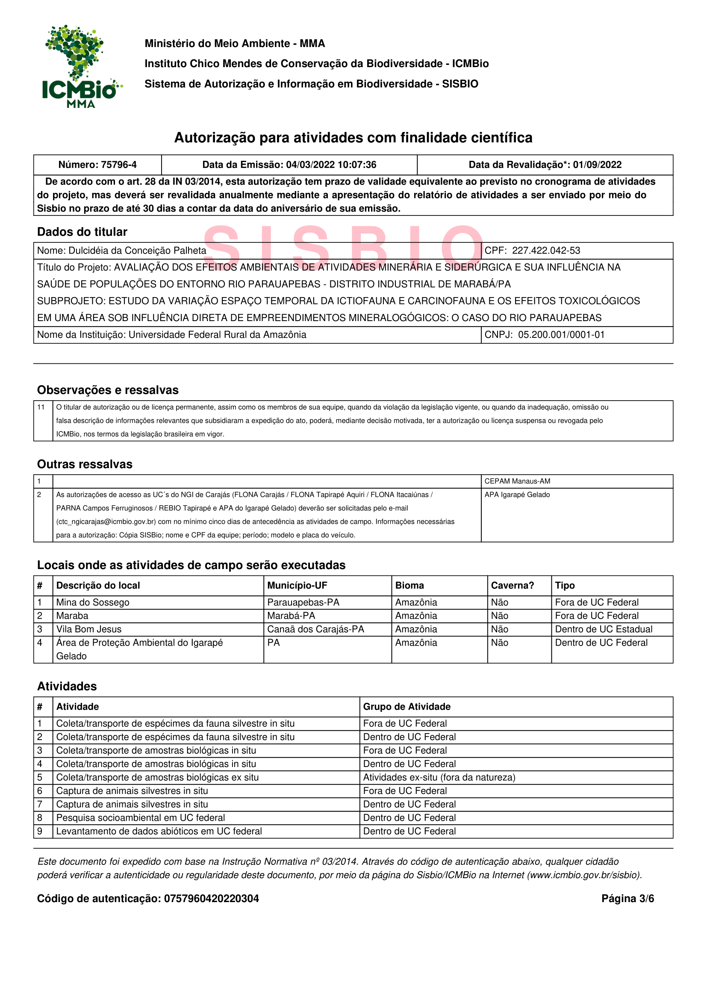 ICMBio
MMA
Ministério do Meio Ambiente - MMA
Instituto Chico Mendes de Conservação da Biodiversidade - ICMBio
Sistema de Autorização e Informação em Biodiversidade - SISBIO
Autorização para atividades com finalidade científica
Número: 75796-4 Data da Emissão: 04/03/2022 10:07:36 Data da Revalidação*: 01/09/2022
De acordo com o art. 28 da IN 03/2014, esta autorização tem prazo de validade equivalente ao previsto no cronograma de atividades
do projeto, mas deverá ser revalidada anualmente mediante a apresentação do relatório de atividades a ser enviado por meio do
Sisbio no prazo de até 30 dias a contar da data do aniversário de sua emissão.
SISBIO
Dados do titular
Nome: Dulcidéia da Conceição Palheta CPF: 227.422.042-53
Título do Projeto: AVALIAÇÃO DOS EFEITOS AMBIENTAIS DE ATIVIDADES MINERÁRIA E SIDERÚRGICA E SUA INFLUÊNCIA NA
SAÚDE DE POPULAÇÕES DO ENTORNO RIO PARAUAPEBAS - DISTRITO INDUSTRIAL DE MARABÁ/PA
SUBPROJETO: ESTUDO DA VARIAÇÃO ESPAÇO TEMPORAL DA ICTIOFAUNA E CARCINOFAUNA E OS EFEITOS TOXICOLÓGICOS
EM UMA ÁREA SOB INFLUÊNCIA DIRETA DE EMPREENDIMENTOS MINERALOGÓGICOS: O CASO DO RIO PARAUAPEBAS
Nome da Instituição: Universidade Federal Rural da Amazônia CNPJ: 05.200.001/0001-01
Observações e ressalvas
11 O titular de autorização ou de licença permanente, assim como os membros de sua equipe, quando da violação da legislação vigente, ou quando da inadequação, omissão ou
falsa descrição de informações relevantes que subsidiaram a expedição do ato, poderá, mediante decisão motivada, ter a autorização ou licença suspensa ou revogada pelo
ICMBio, nos termos da legislação brasileira em vigor.
Outras ressalvas
1 CEPAM Manaus-AM
2 As autorizações de acesso as UC´s do NGI de Carajás (FLONA Carajás / FLONA Tapirapé Aquiri / FLONA Itacaiúnas / APA Igarapé Gelado
PARNA Campos Ferruginosos / REBIO Tapirapé e APA do Igarapé Gelado) deverão ser solicitadas pelo e-mail
(ctc_ngicarajas@icmbio.gov.br) com no mínimo cinco dias de antecedência as atividades de campo. Informações necessárias
para a autorização: Cópia SISBio; nome e CPF da equipe; período; modelo e placa do veículo.
Locais onde as atividades de campo serão executadas
# Descrição do local Município-UF Bioma Caverna? Tipo
1 Mina do Sossego Parauapebas-PA Amazônia Não Fora de UC Federal
2 Maraba Marabá-PA Amazônia Não Fora de UC Federal
3 Vila Bom Jesus Canaã dos Carajás-PA Amazônia Não Dentro de UC Estadual
4 Área de Proteção Ambiental do Igarapé PA Amazônia Não Dentro de UC Federal
Gelado
Atividades
# Atividade Grupo de Atividade
1 Coleta/transporte de espécimes da fauna silvestre in situ Fora de UC Federal
2 Coleta/transporte de espécimes da fauna silvestre in situ Dentro de UC Federal
3 Coleta/transporte de amostras biológicas in situ Fora de UC Federal
4 Coleta/transporte de amostras biológicas in situ Dentro de UC Federal
5 Coleta/transporte de amostras biológicas ex situ Atividades ex-situ (fora da natureza)
6 Captura de animais silvestres in situ Fora de UC Federal
7 Captura de animais silvestres in situ Dentro de UC Federal
8 Pesquisa socioambiental em UC federal Dentro de UC Federal
9 Levantamento de dados abióticos em UC federal Dentro de UC Federal
Este documento foi expedido com base na Instrução Normativa nº 03/2014. Através do código de autenticação abaixo, qualquer cidadão
poderá verificar a autenticidade ou regularidade deste documento, por meio da página do Sisbio/ICMBio na Internet (www.icmbio.gov.br/sisbio).
Código de autenticação: 0757960420220304 Página 3/6